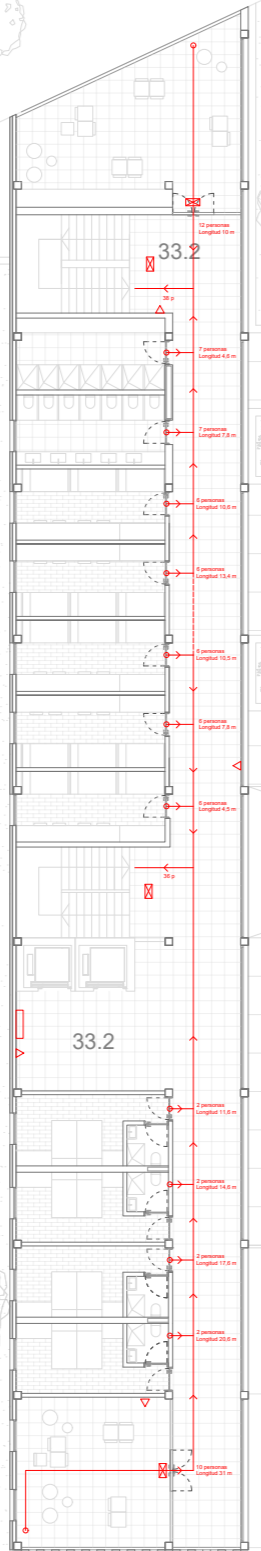 12 personas
Longitud 10 m
33.2
38 p
7 personas
Longitud 4,6 m
7 personas
Longitud 7,8 m
6 personas
Longitud 10,6 m
6 personas
Longitud 13,4 m
6 personas
Longitud 10,5 m
6 personas
Longitud 7,8 m
6 personas
Longitud 4,5 m
36 p
33.2
2 personas
Longitud 11,6 m
2 personas
Longitud 14,6 m
2 personas
Longitud 17,6 m
2 personas
Longitud 20,6 m
10 personas
Longitud 31 m